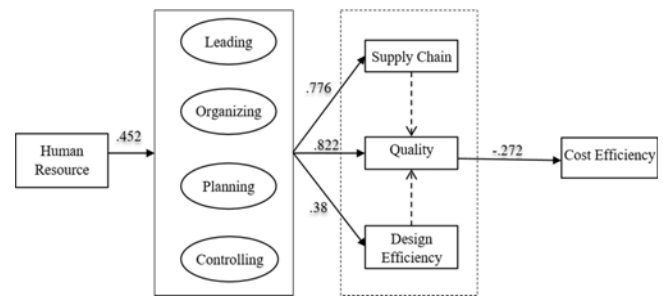 Leading
Supply Chain
.776
Organizing
.452
.822
Quality
-.272
Human
Resource
Cost Efficiency
Planning
.38
Design
Efficiency
Controlling